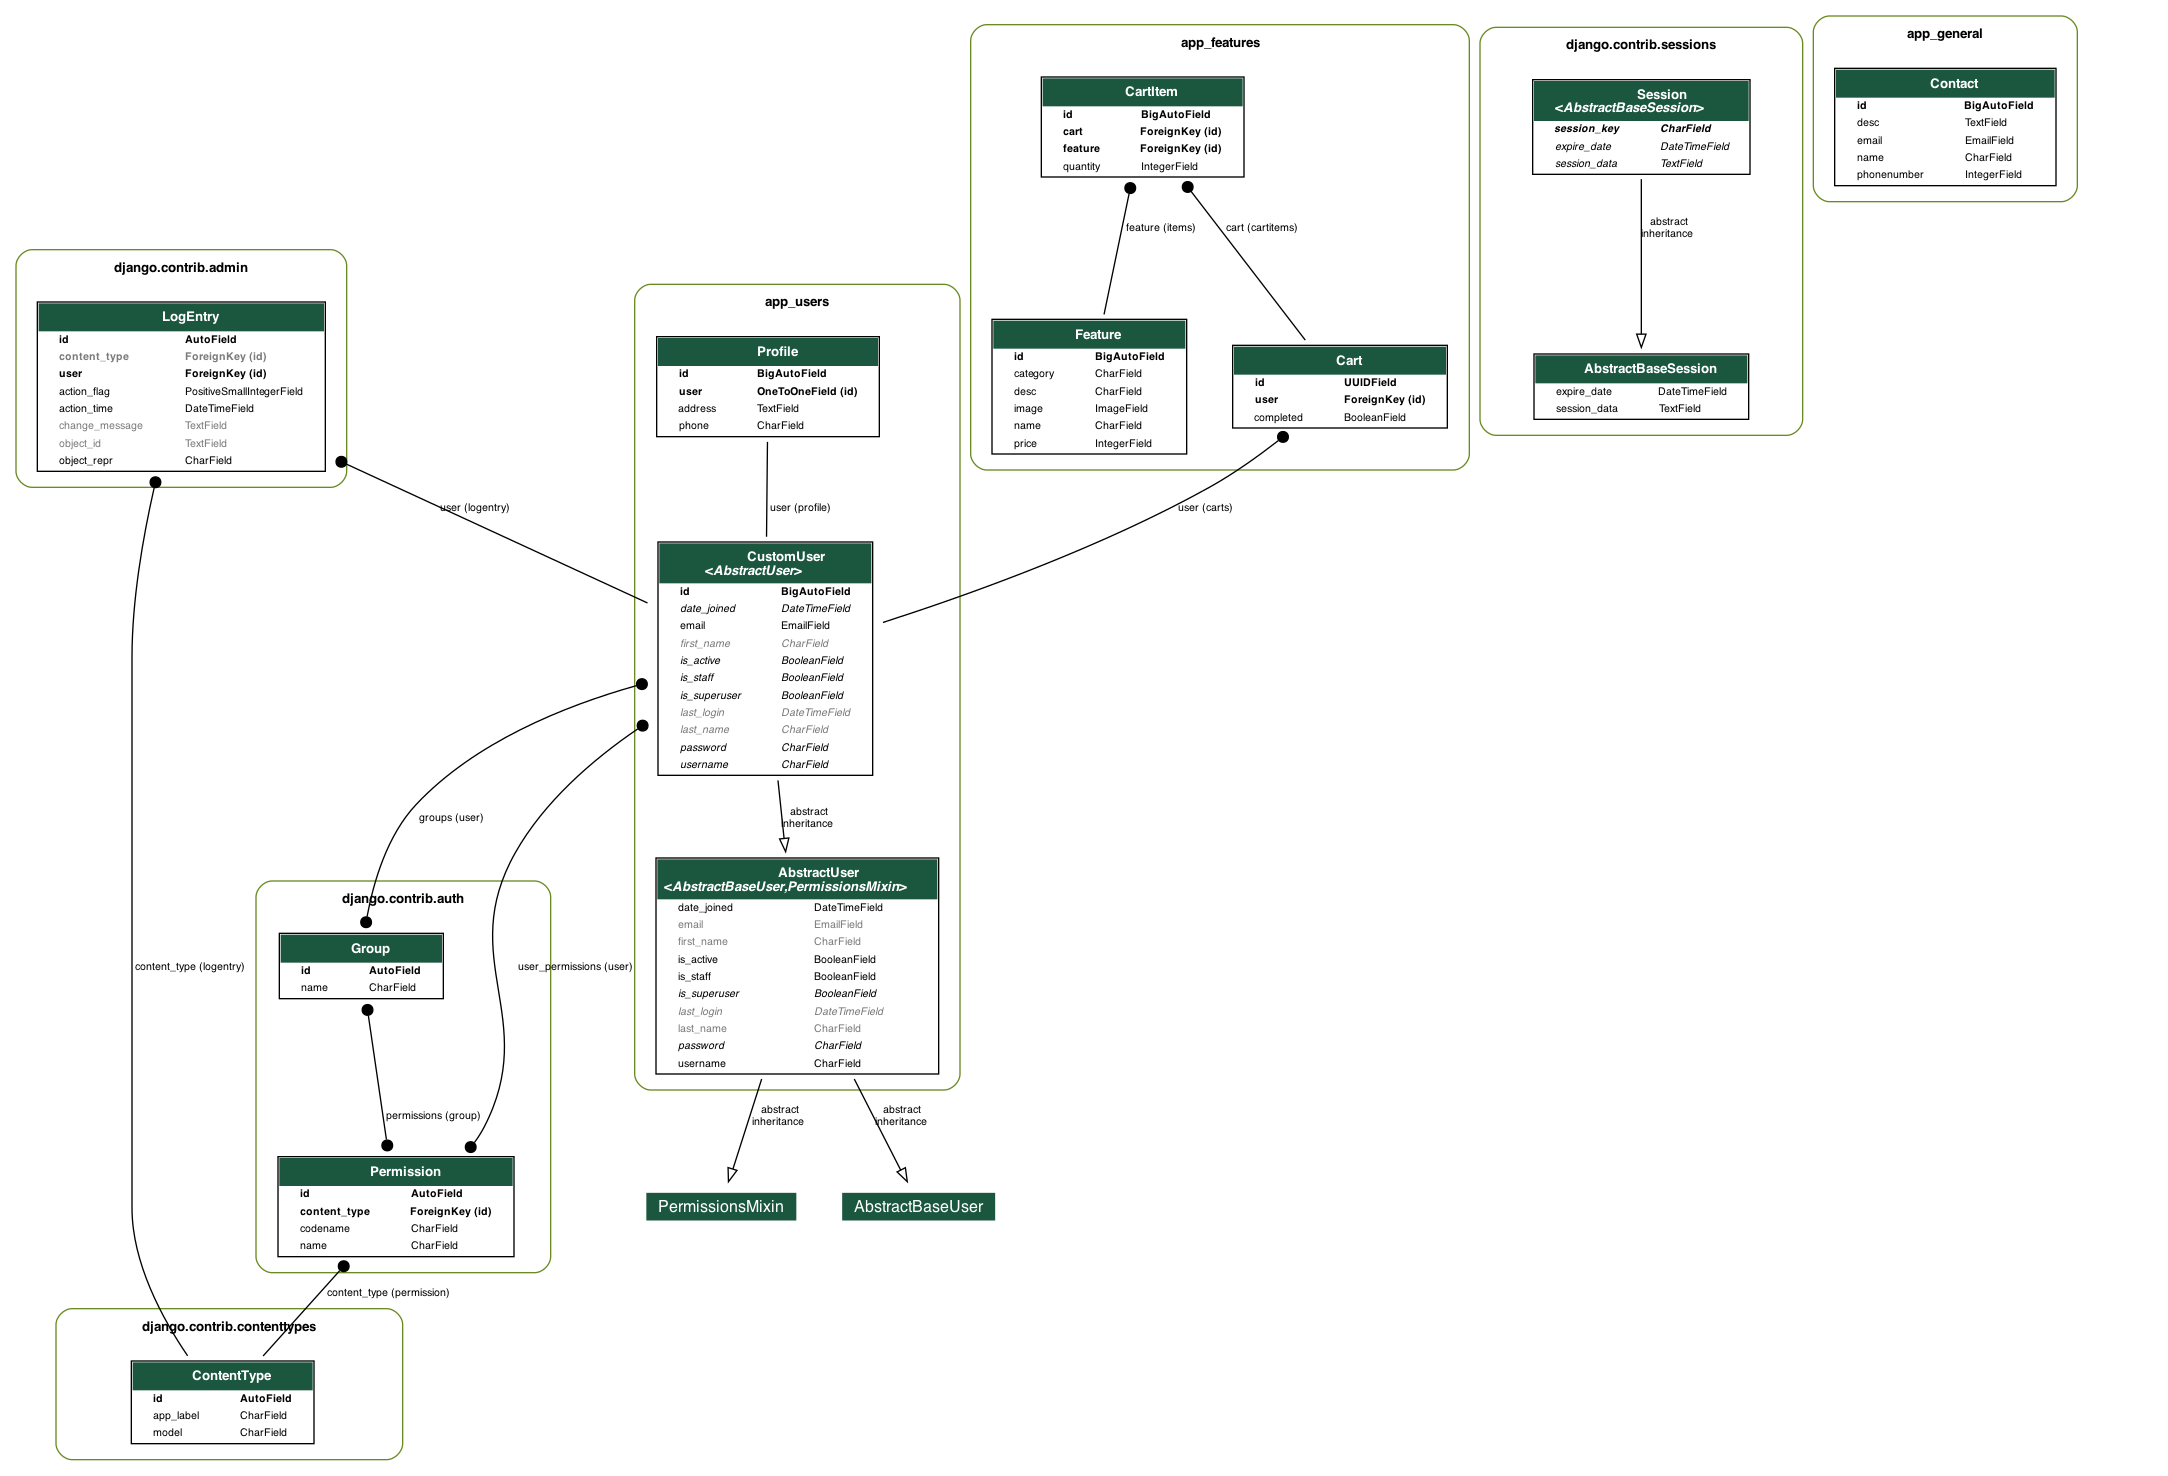 app_features
CartItem
id BigAutoField
cart ForeignKey (id)
feature ForeignKey (id)
quantity IntegerField
feature (items)
cart (cartitems)
Feature
id BigAutoField
category CharField
desc CharField
image ImageField
name CharField
price IntegerField
Cart
id UUIDField
user ForeignKey (id)
completed BooleanField
user (carts)
django.contrib.sessions
Session
<AbstractBaseSession>
session_key CharField
expire_date DateTimeField
session_data TextField
abstract
inheritance
AbstractBaseSession
expire_date DateTimeField
session_data TextField
app_general
Contact
id BigAutoField
desc TextField
email EmailField
name CharField
phonenumber IntegerField
django.contrib.admin
LogEntry
id AutoField
content_type ForeignKey (id)
user ForeignKey (id)
action_flag PositiveSmallIntegerField
action_time DateTimeField
change_message TextField
object_id TextField
object_repr CharField
user (logentry)
app_users
Profile
id BigAutoField
user OneToOneField (id)
address TextField
phone CharField
user (profile)
CustomUser
<AbstractUser>
id BigAutoField
date_joined DateTimeField
email EmailField
first_name CharField
is_active BooleanField
is_staff BooleanField
is_superuser BooleanField
last_login DateTimeField
last_name CharField
password CharField
username CharField
abstract
inheritance
groups (user)
AbstractUser
<AbstractBaseUser,PermissionsMixin>
date_joined DateTimeField
email EmailField
first_name CharField
is_active BooleanField
is_staff BooleanField
is_superuser BooleanField
last_login DateTimeField
last_name CharField
password CharField
username CharField
abstract
inheritance
abstract
inheritance
PermissionsMixin
AbstractBaseUser
django.contrib.auth
Group
id AutoField
name CharField
content_type (logentry)
user_permissions (user)
permissions (group)
Permission
id AutoField
content_type ForeignKey (id)
codename CharField
name CharField
content_type (permission)
django.contrib.contenttypes
ContentType
id AutoField
app_label CharField
model CharField